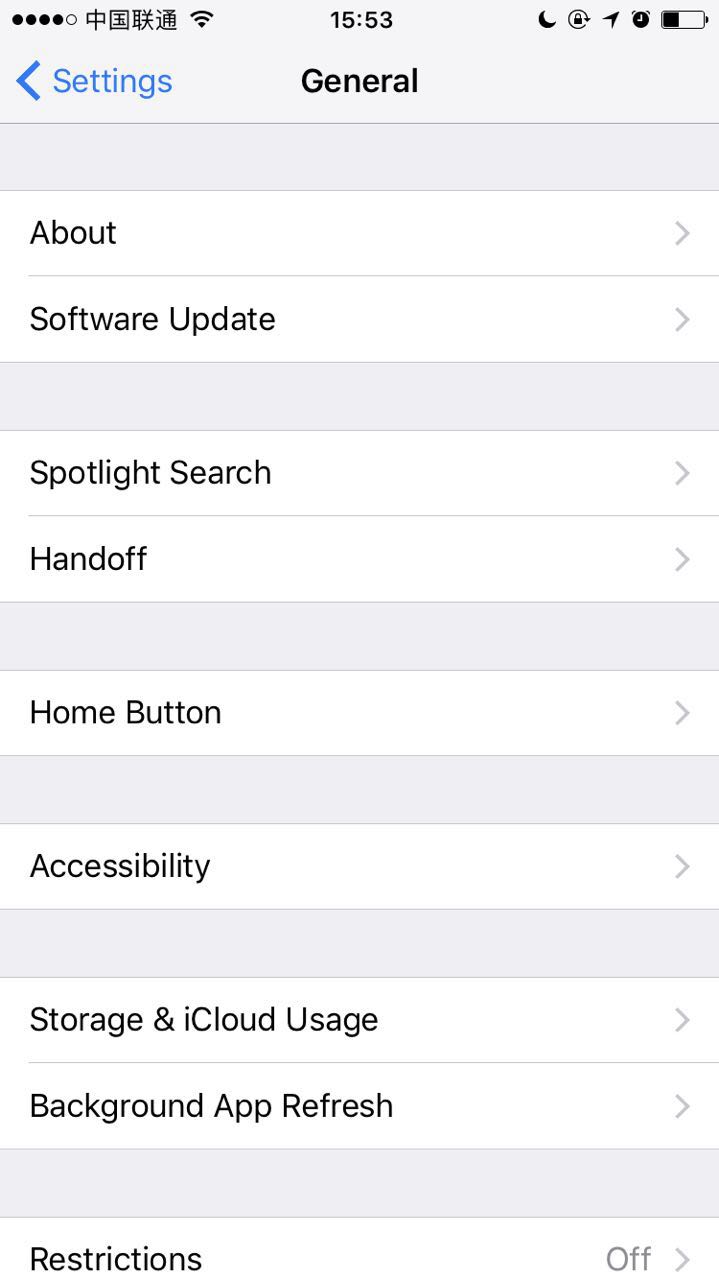 中国联通 15:53
Settings General
About
Software Update
Spotlight Search
Handoff
Home Button
Accessibility
Storage & iCloud Usage
Background App Refresh
Restrictions Off